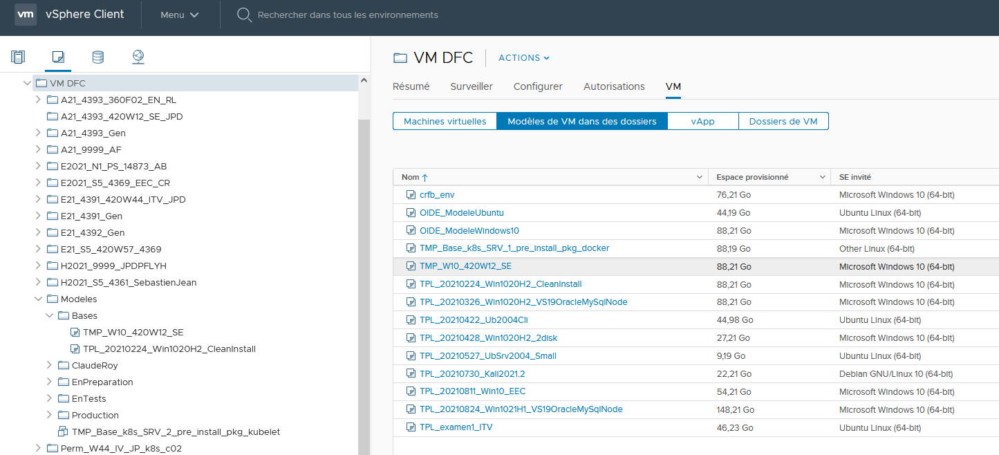 vm vSphere Client Menu Rechercher dans tous les environnements
VM DFC
A21_4393_360F02_EN_RL
A21_4393_420W12_SE_JPD
A21_4393_Gen
A21_9999_AF
E2021_N1_PS_14873_AB
E2021_S5_4369_EEC_CR
E21_4391_420W44_ITV_JPD
E21_4391_Gen
E21_4392_Gen
E21_S5_420W57_4369
H2021_9999_JPDPFLYH
H2021_S5_4361_SebastienJean
Modeles
Bases
TMP_W10_420W12_SE
TPL_20210224_Win1020H2_CleanInstall
ClaudeRoy
EnPreparation
EnTests
Production
TMP_Base_k8s_SRV_2_pre_install_pkg_kubelet
Perm_W44_IV_JP_k8s_c02
VM DFC ACTIONS
Résumé Surveiller Configurer Autorisations VM
Machines virtuelles Modèles de VM dans des dossiers vApp Dossiers de VM
Nom Espace provisionné SE invité
crfb_env 76,21 Go Microsoft Windows 10 (64-bit)
OIDE_ModeleUbuntu 44,19 Go Ubuntu Linux (64-bit)
OIDE_ModeleWindows10 88,21 Go Microsoft Windows 10 (64-bit)
TMP_Base_k8s_SRV_1_pre_install_pkg_docker 88,19 Go Other Linux (64-bit)
TMP_W10_420W12_SE 88,21 Go Microsoft Windows 10 (64-bit)
TPL_20210224_Win1020H2_CleanInstall 88,21 Go Microsoft Windows 10 (64-bit)
TPL_20210326_Win1020H2_VS19OracleMySqlNode 88,21 Go Microsoft Windows 10 (64-bit)
TPL_20210422_Ub2004Cli 44,98 Go Ubuntu Linux (64-bit)
TPL_20210428_Win1020H2_2disk 27,21 Go Microsoft Windows 10 (64-bit)
TPL_20210527_UbSrv2004_Small 9,19 Go Ubuntu Linux (64-bit)
TPL_20210730_Kali2021.2 22,21 Go Debian GNU/Linux 10 (64-bit)
TPL_20210811_Win10_EEC 54,21 Go Microsoft Windows 10 (64-bit)
TPL_20210824_Win1021H1_VS19OracleMySqlNode 148,21 Go Microsoft Windows 10 (64-bit)
TPL_examen1_ITV 46,23 Go Ubuntu Linux (64-bit)